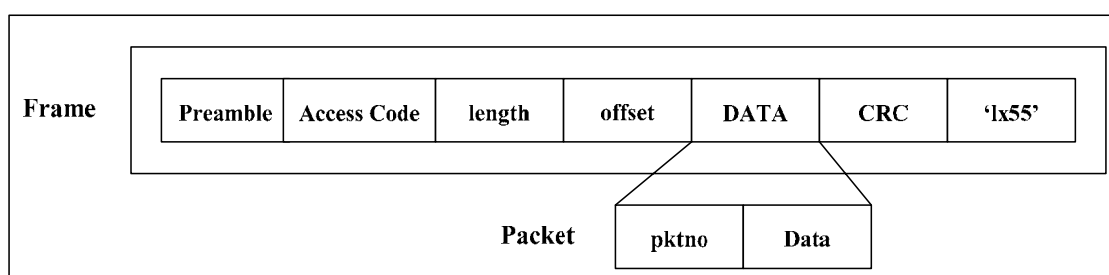 Frame
Preamble Access Code length offset DATA CRC ‘lx55’
Packet pktno Data